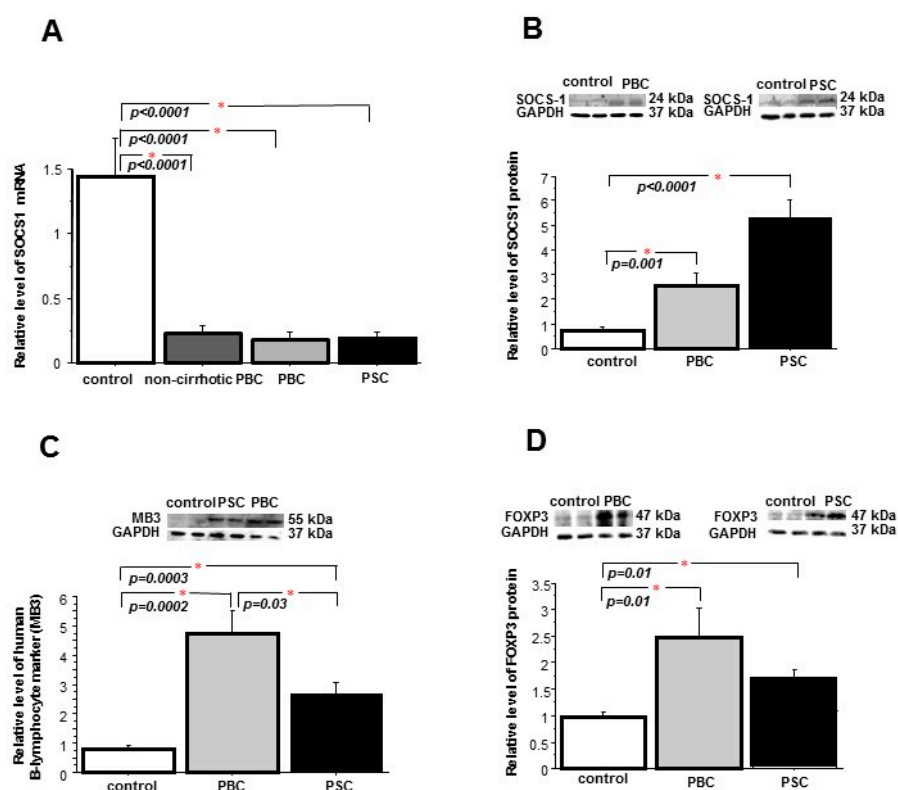 A
p<0.0001 *
p<0.0001 *
p<0.0001 *
Relative level of SOCS1 mRNA
1.5
1
0.5
0
control non-cirrhotic PBC PBC PSC
B
control PBC
SOCS-1 24 kDa
GAPDH 37 kDa
control PSC
SOCS-1 24 kDa
GAPDH 37 kDa
p<0.0001 *
p=0.001 *
Relative level of SOCS1 protein
7
6
5
4
3
2
1
0
control PBC PSC
C
control PSC PBC
MB3 55 kDa
GAPDH 37 kDa
p=0.0003 *
p=0.0002 *
p=0.03 *
Relative level of human
B-lymphocyte marker (MB3)
6
5
4
3
2
1
0
control PBC PSC
D
control PBC
FOXP3 47 kDa
GAPDH 37 kDa
control PSC
FOXP3 47 kDa
GAPDH 37 kDa
p=0.01 *
p=0.01 *
Relative level of FOXP3 protein
3.5
3
2.5
2
1.5
1
0.5
0
control PBC PSC